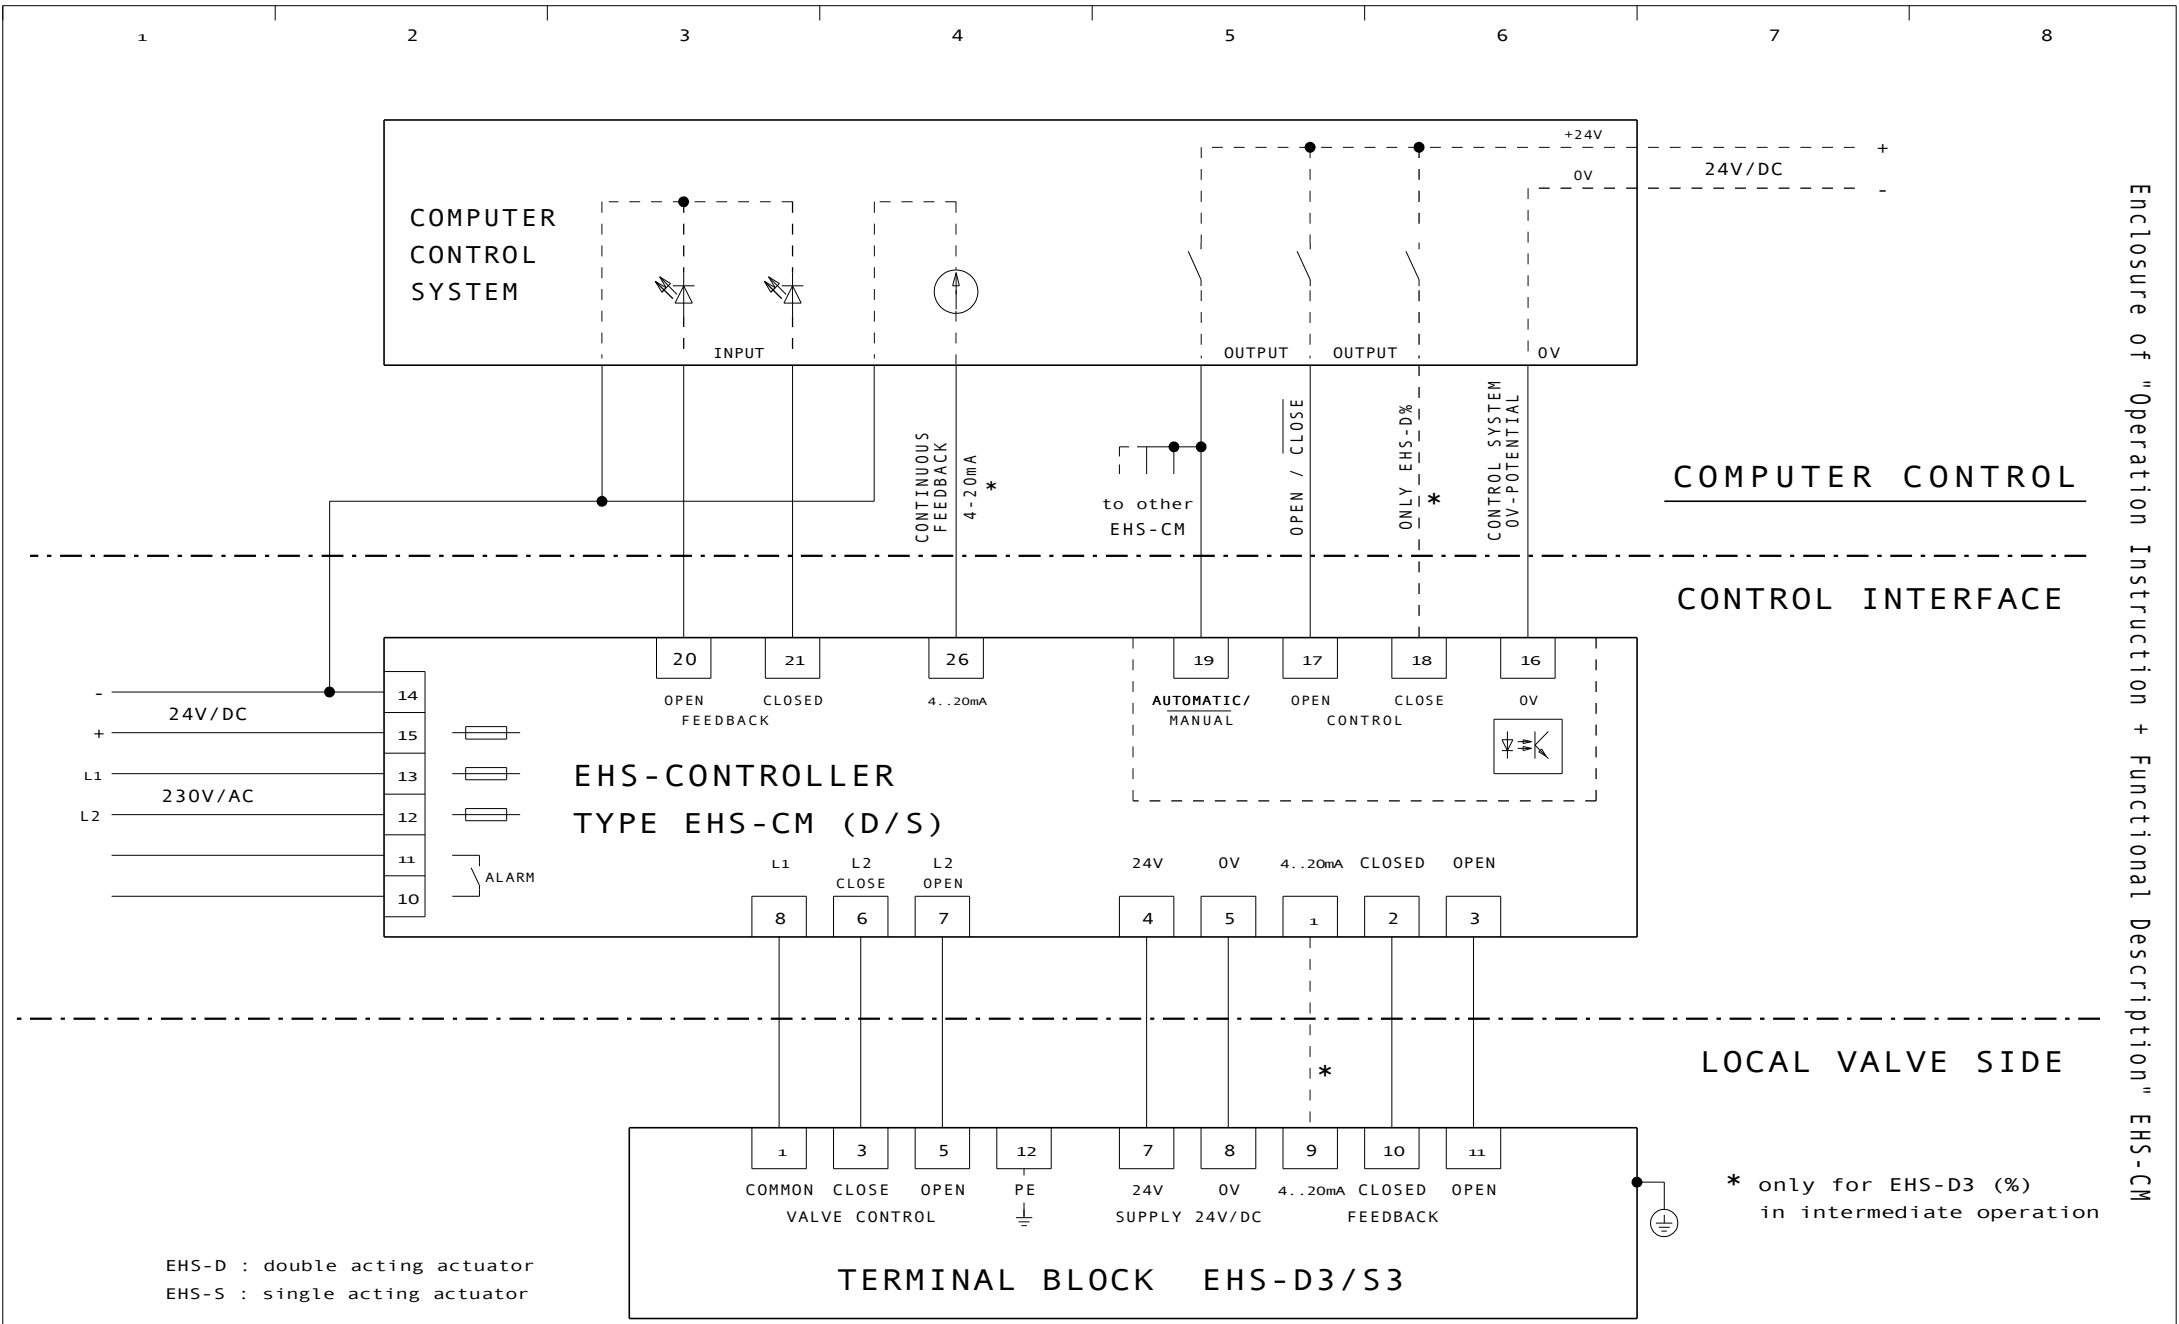 1 2 3 4 5 6 7 8
+24V
+
24V/DC
0V
-
COMPUTER
CONTROL
SYSTEM
INPUT
OUTPUT
OUTPUT
0V
CONTINUOUS
FEEDBACK
4-20mA
*
to other
EHS-CM
OPEN / CLOSE
ONLY EHS-D%
*
CONTROL SYSTEM
0V-POTENTIAL
COMPUTER CONTROL
CONTROL INTERFACE
20 21 26 19 17 18 16
OPEN CLOSED
FEEDBACK
4..20mA
AUTOMATIC/
MANUAL
OPEN CLOSE
CONTROL
0V
- 14
24V/DC
+ 15
L1 13
230V/AC
L2 12
11
10
ALARM
EHS-CONTROLLER
TYPE EHS-CM (D/S)
L1
L2
CLOSE
L2
OPEN
24V 0V 4..20mA CLOSED OPEN
8 6 7 4 5 1 2 3
LOCAL VALVE SIDE
*
1 3 5 12 7 8 9 10 11
COMMON CLOSE OPEN PE 24V 0V 4..20mA CLOSED OPEN
VALVE CONTROL
SUPPLY 24V/DC
FEEDBACK
TERMINAL BLOCK EHS-D3/S3
* only for EHS-D3 (%)
in intermediate operation
EHS-D : double acting actuator
EHS-S : single acting actuator
Enclosure of "Operation Instruction + Functional Description" EHS-CM